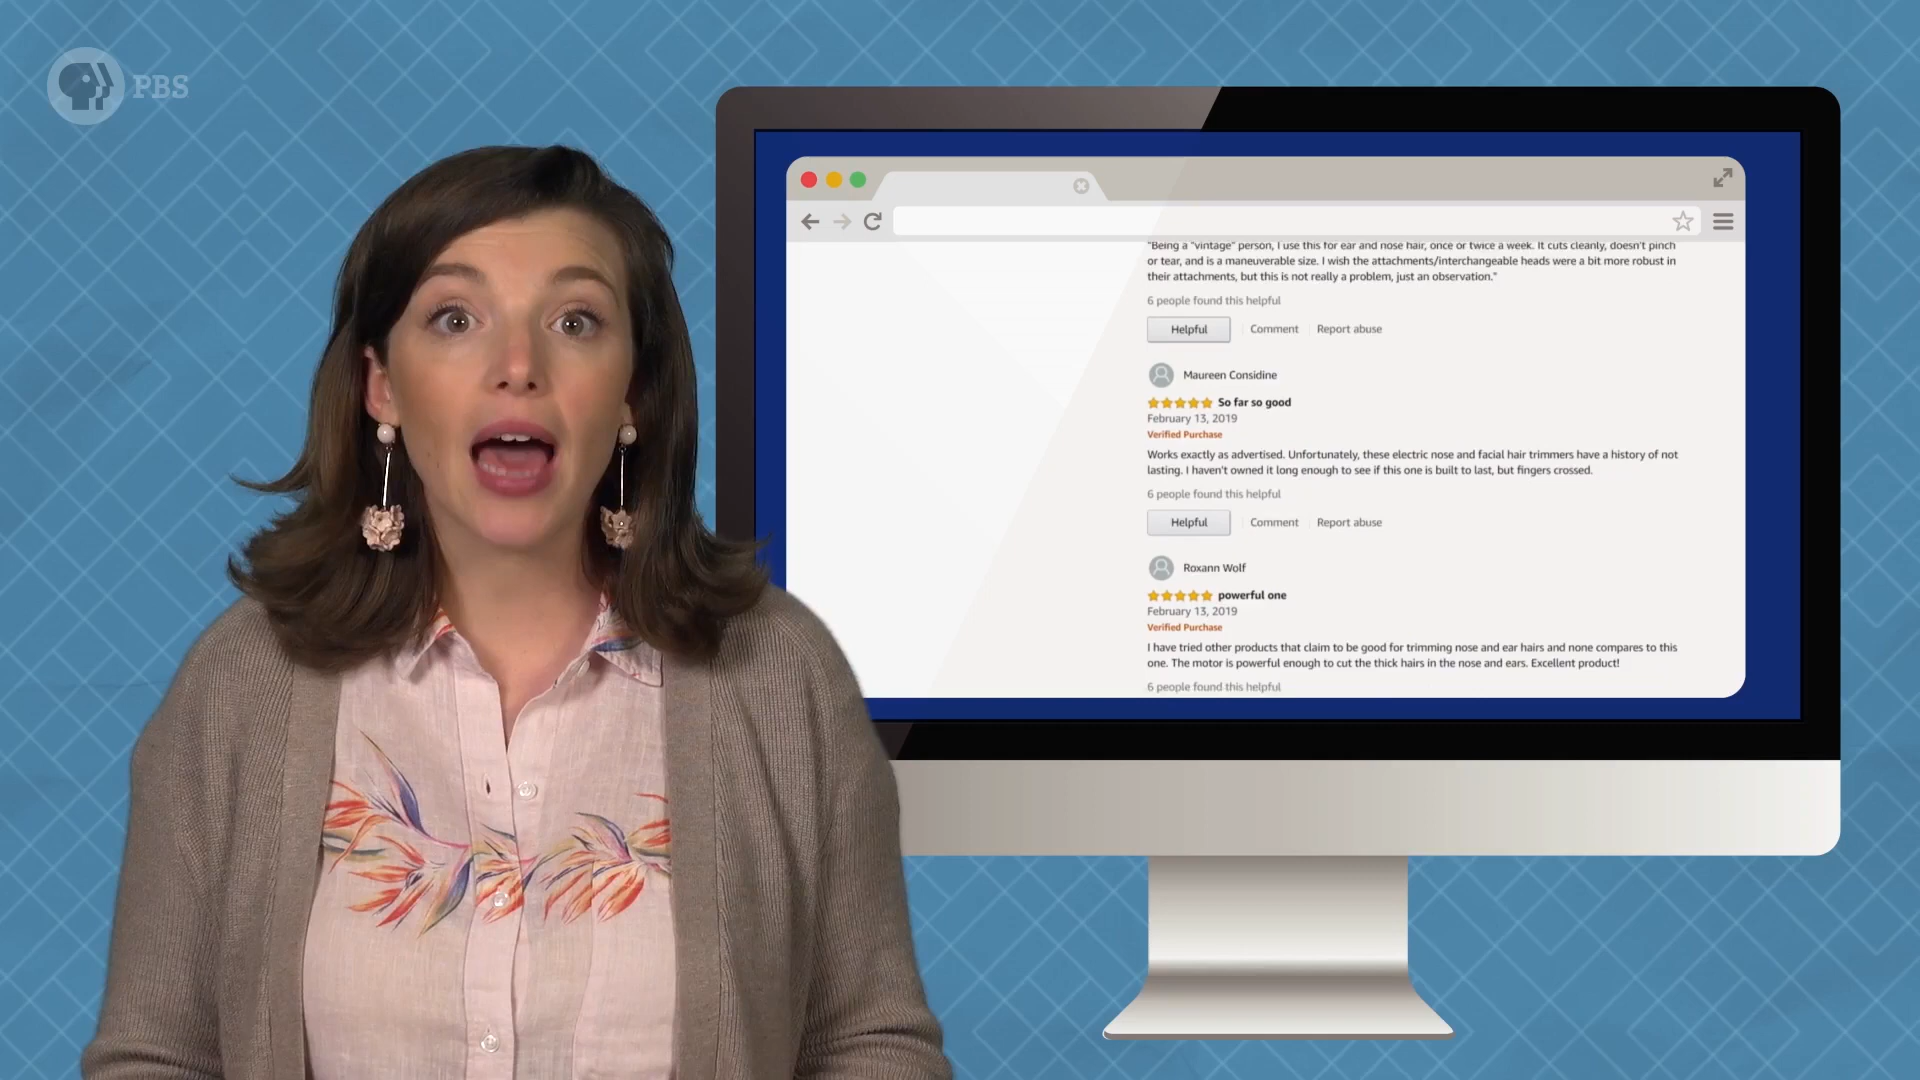 PBS
"Being a "vintage" person, I use this for ear and nose hair, once or twice a week. It cuts cleanly, doesn't pinch
or tear, and is a maneuverable size. I wish the attachments/interchangeable heads were a bit more robust in
their attachments, but this is not really a problem, just an observation."
6 people found this helpful
Helpful Comment Report abuse
Maureen Considine
So far so good
February 13, 2019
Verified Purchase
Works exactly as advertised. Unfortunately, these electric nose and facial hair trimmers have a history of not
lasting. I haven't owned it long enough to see if this one is built to last, but fingers crossed.
6 people found this helpful
Helpful Comment Report abuse
Roxann Wolf
powerful one
February 13, 2019
Verified Purchase
I have tried other products that claim to be good for trimming nose and ear hairs and none compares to this
one. The motor is powerful enough to cut the thick hairs in the nose and ears. Excellent product!
6 people found this helpful